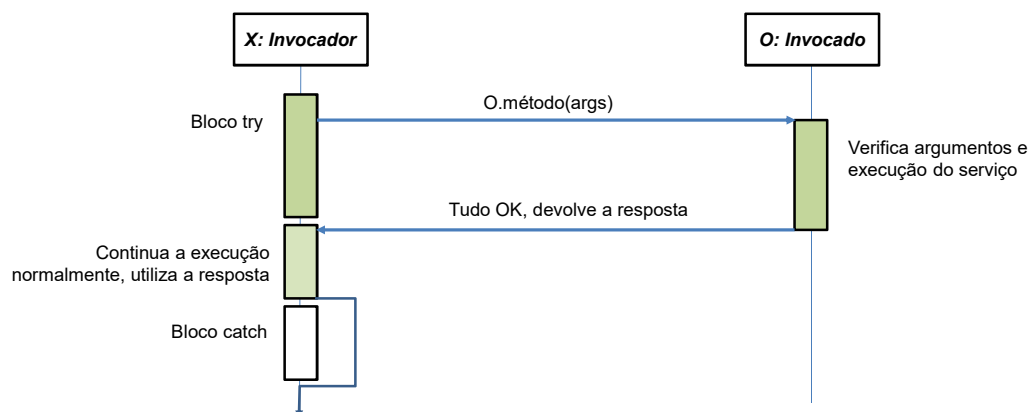 X: Invocador
O: Invocado
O.método(args)
Bloco try
Verifica argumentos e
execução do serviço
Tudo OK, devolve a resposta
Continua a execução
normalmente, utiliza a resposta
Bloco catch